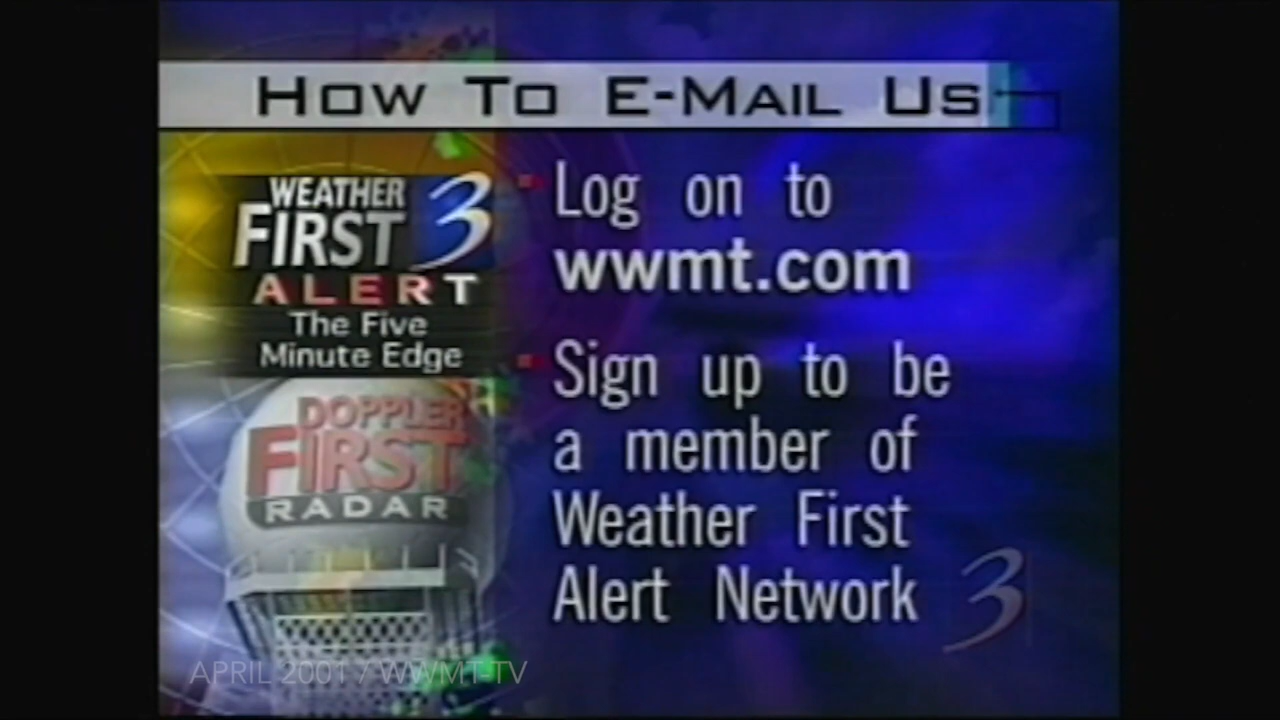 How To E-Mail Us
WEATHER
FIRST 3
ALERT
The Five
Minute Edge
DOPPLER
FIRST
RADAR
Log on to
wwmt.com
Sign up to be
a member of
Weather First
Alert Network
3
APRIL 2001 / WWMT-TV